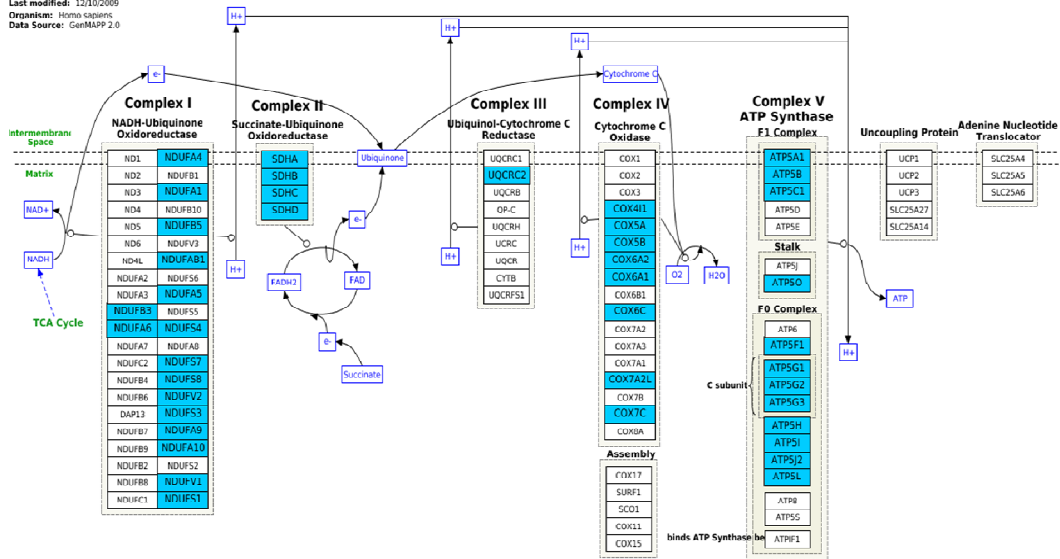 Last modified: 12/10/2009
Organism: Homo sapiens
Data Source: GenMAPP 2.0
H+
H+
H+
e-
Cytochrome C
Complex I
NADH-Ubiquinone
Oxidoreductase
Complex II
Succinate-Ubiquinone
Oxidoreductase
Complex III
Ubiquinol-Cytochrome C
Reductase
Complex IV
Cytochrome C
Oxidase
Complex V
ATP Synthase
F1 Complex
Uncoupling Protein
Adenine Nucleotide
Translocator
Intermembrane
Space
Matrix
Ubiquinone
NAD+
NADH
TCA Cycle
ND1 NDUFA4
ND2 NDUFB1
ND3 NDUFA1
ND4 NDUFB10
ND5 NDUFB5
ND6 NDUFV3
ND4L NDUFAB1
NDUFA2 NDUFS6
NDUFA3 NDUFA5
NDUFB3 NDUFS5
NDUFA6 NDUFS4
NDUFA7 NDUFA8
NDUFC2 NDUFS7
NDUFB4 NDUFS8
NDUFB6 NDUFV2
DAP13 NDUFS3
NDUFB7 NDUFA9
NDUFB9 NDUFA10
NDUFB2 NDUFS2
NDUFB8 NDUFV1
NDUFC1 NDUFS1
H+
SDHA
SDHB
SDHC
SDHD
e-
FADH2
FAD
e-
Succinate
H+
UQCRC1
UQCRC2
UQCRB
OP-C
UQCRH
UCRC
UQCR
CYTB
UQCRFS1
H+
COX1
COX2
COX3
COX4I1
COX5A
COX5B
COX6A2
COX6A1
COX6B1
COX6C
COX7A2
COX7A3
COX7A1
COX7A2L
COX7B
COX7C
COX8A
Assembly
COX17
SURF1
SCO1
COX11
COX15
O2
H2O
ATP5A1
ATP5B
ATP5C1
ATP5D
ATP5E
Stalk
ATP5J
ATP5O
F0 Complex
ATP6
ATP5F1
C subunit
ATP5G1
ATP5G2
ATP5G3
ATP5H
ATP5I
ATP5J2
ATP5L
ATP8
ATP5S
binds ATP Synthase be
ATPIF1
ATP
H+
UCP1
UCP2
UCP3
SLC25A27
SLC25A14
SLC25A4
SLC25A5
SLC25A6